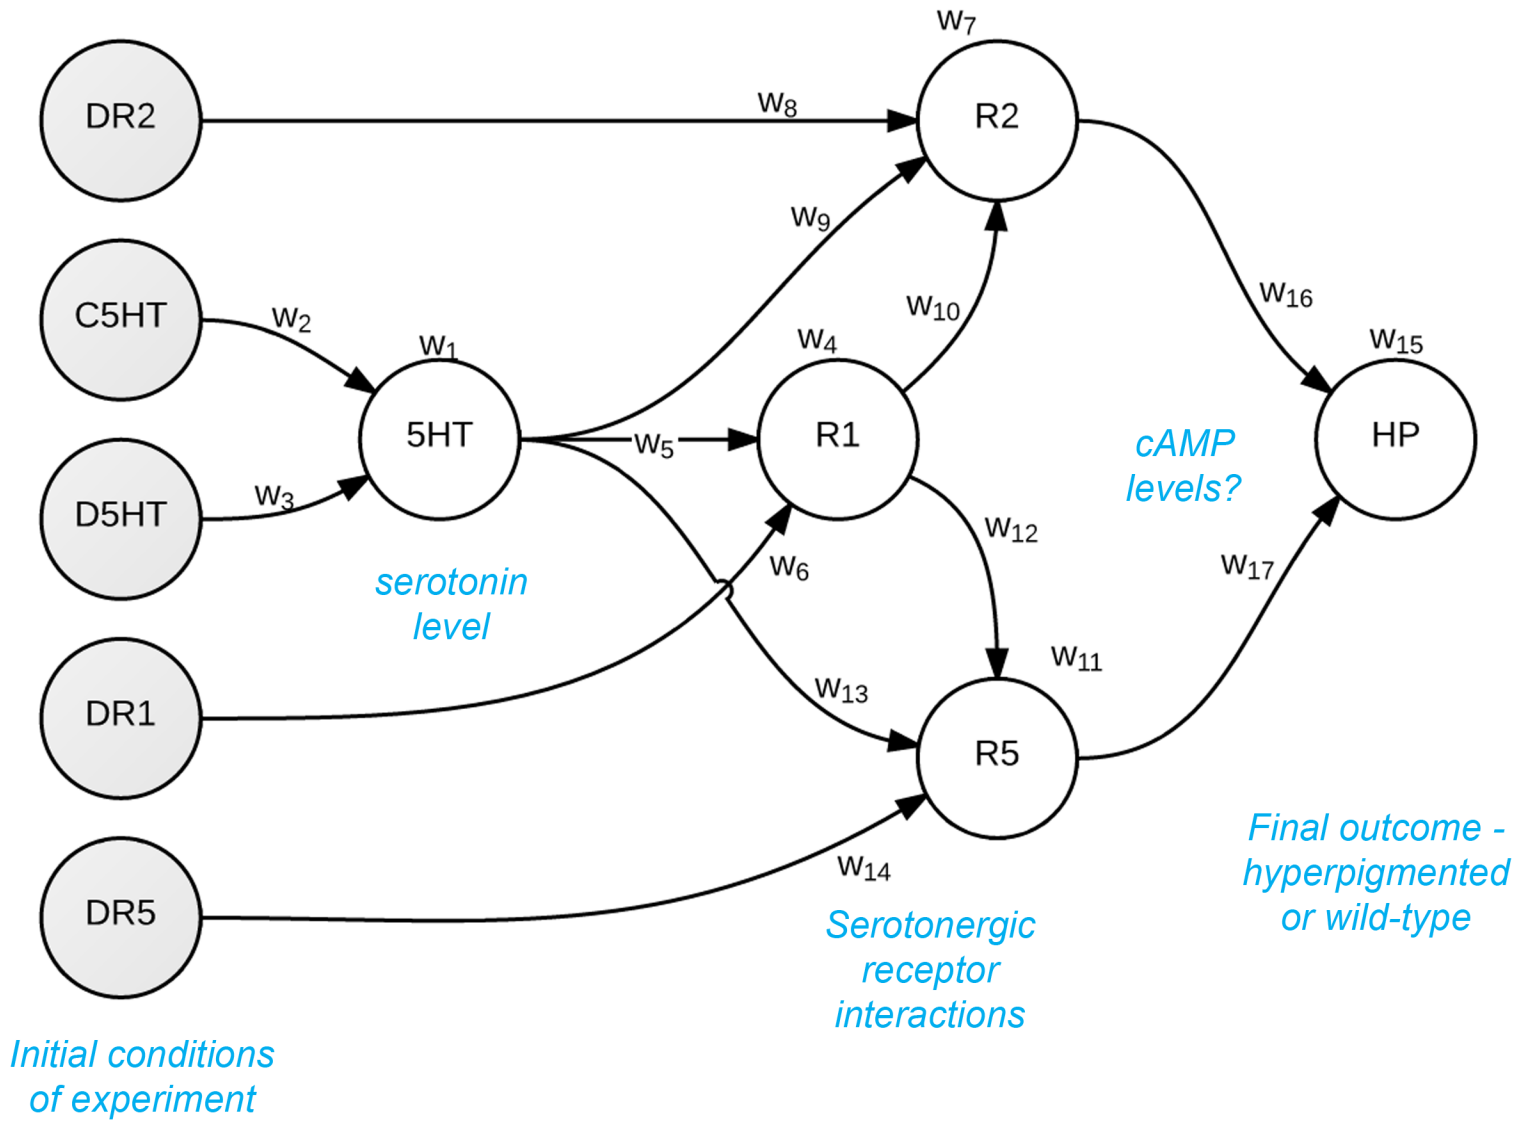 w7
DR2
w8
R2
w9
C5HT
w2
w10
w16
w1
w4
w15
5HT
w5
R1
HP
cAMP
levels?
w3
D5HT
w12
w6
w17
serotonin
level
w11
w13
DR1
R5
Final outcome -
hyperpigmented
or wild-type
w14
DR5
Serotonergic
receptor
interactions
Initial conditions
of experiment